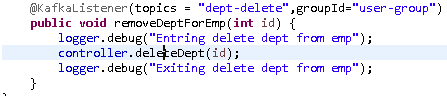 @KafkaListener(topics = "dept-delete",groupId="user-group")
public void removeDeptForEmp(int id) {
logger.debug("Entring delete dept from emp");
controller.deleteDept(id);
logger.debug("Exiting delete dept from emp");
}